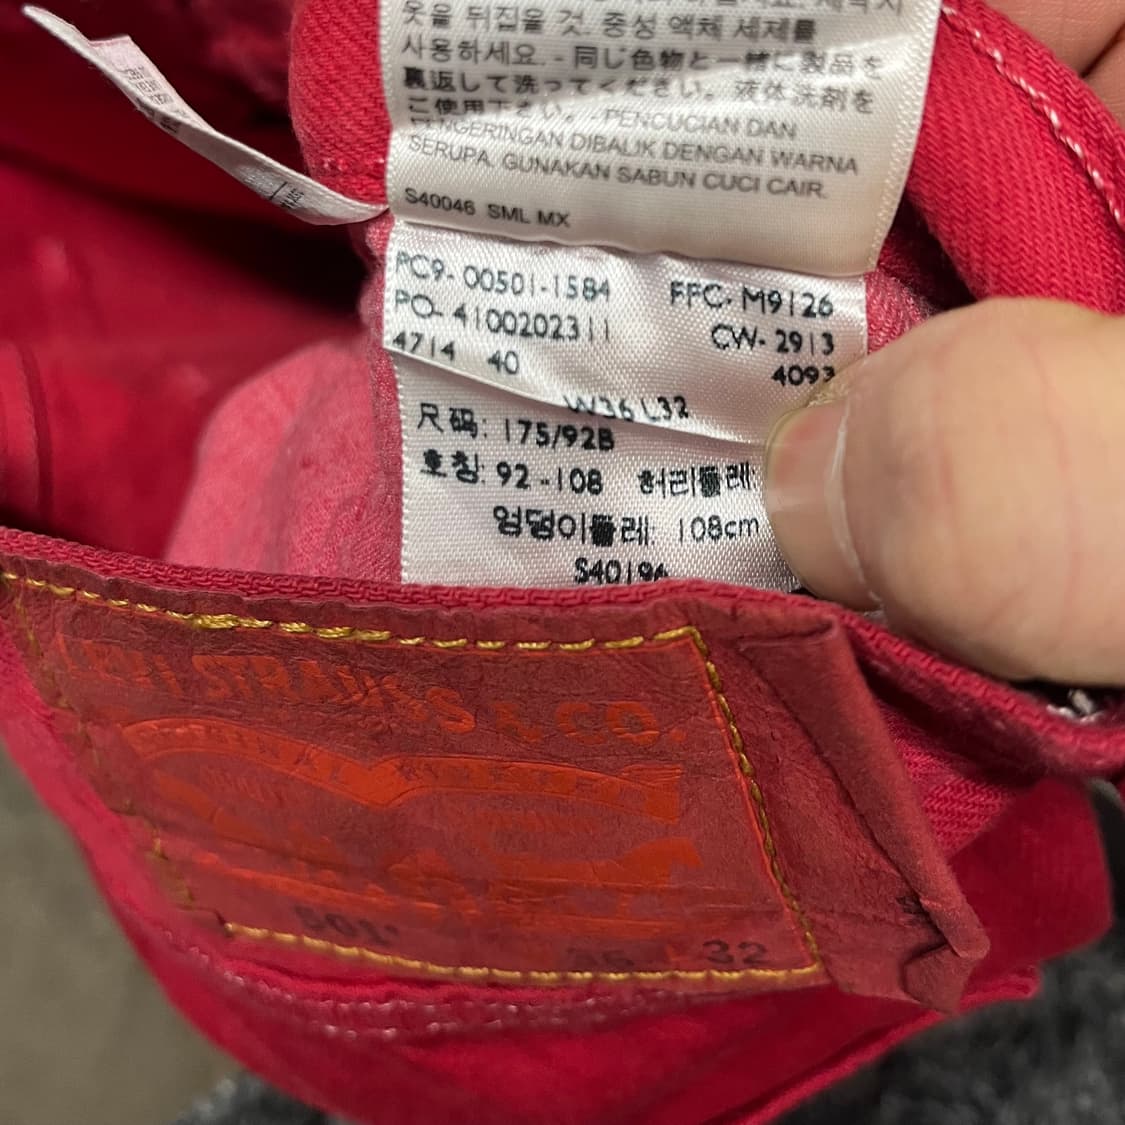 옷을 뒤집을 것. 중성 액체 세제를
사용하세요. - 同じ色物と一緒に製品を
裏返して洗ってください。液体洗剤を
ご使用下さい。- PENCUCIAN DAN
PENGERINGAN DIBALIK DENGAN WARNA
SERUPA. GUNAKAN SABUN CUCI CAIR.
S40046 SML MX
PC9- 00501-1584 FFC- M9126
PO- 4100202311 CW- 2913
4714 40 4093
W36 L32
尺码: 175/92B
호칭: 92-108 허리둘레:
엉덩이둘레: 108cm
S40196
LEVI STRAUSS & CO.
501
36 32